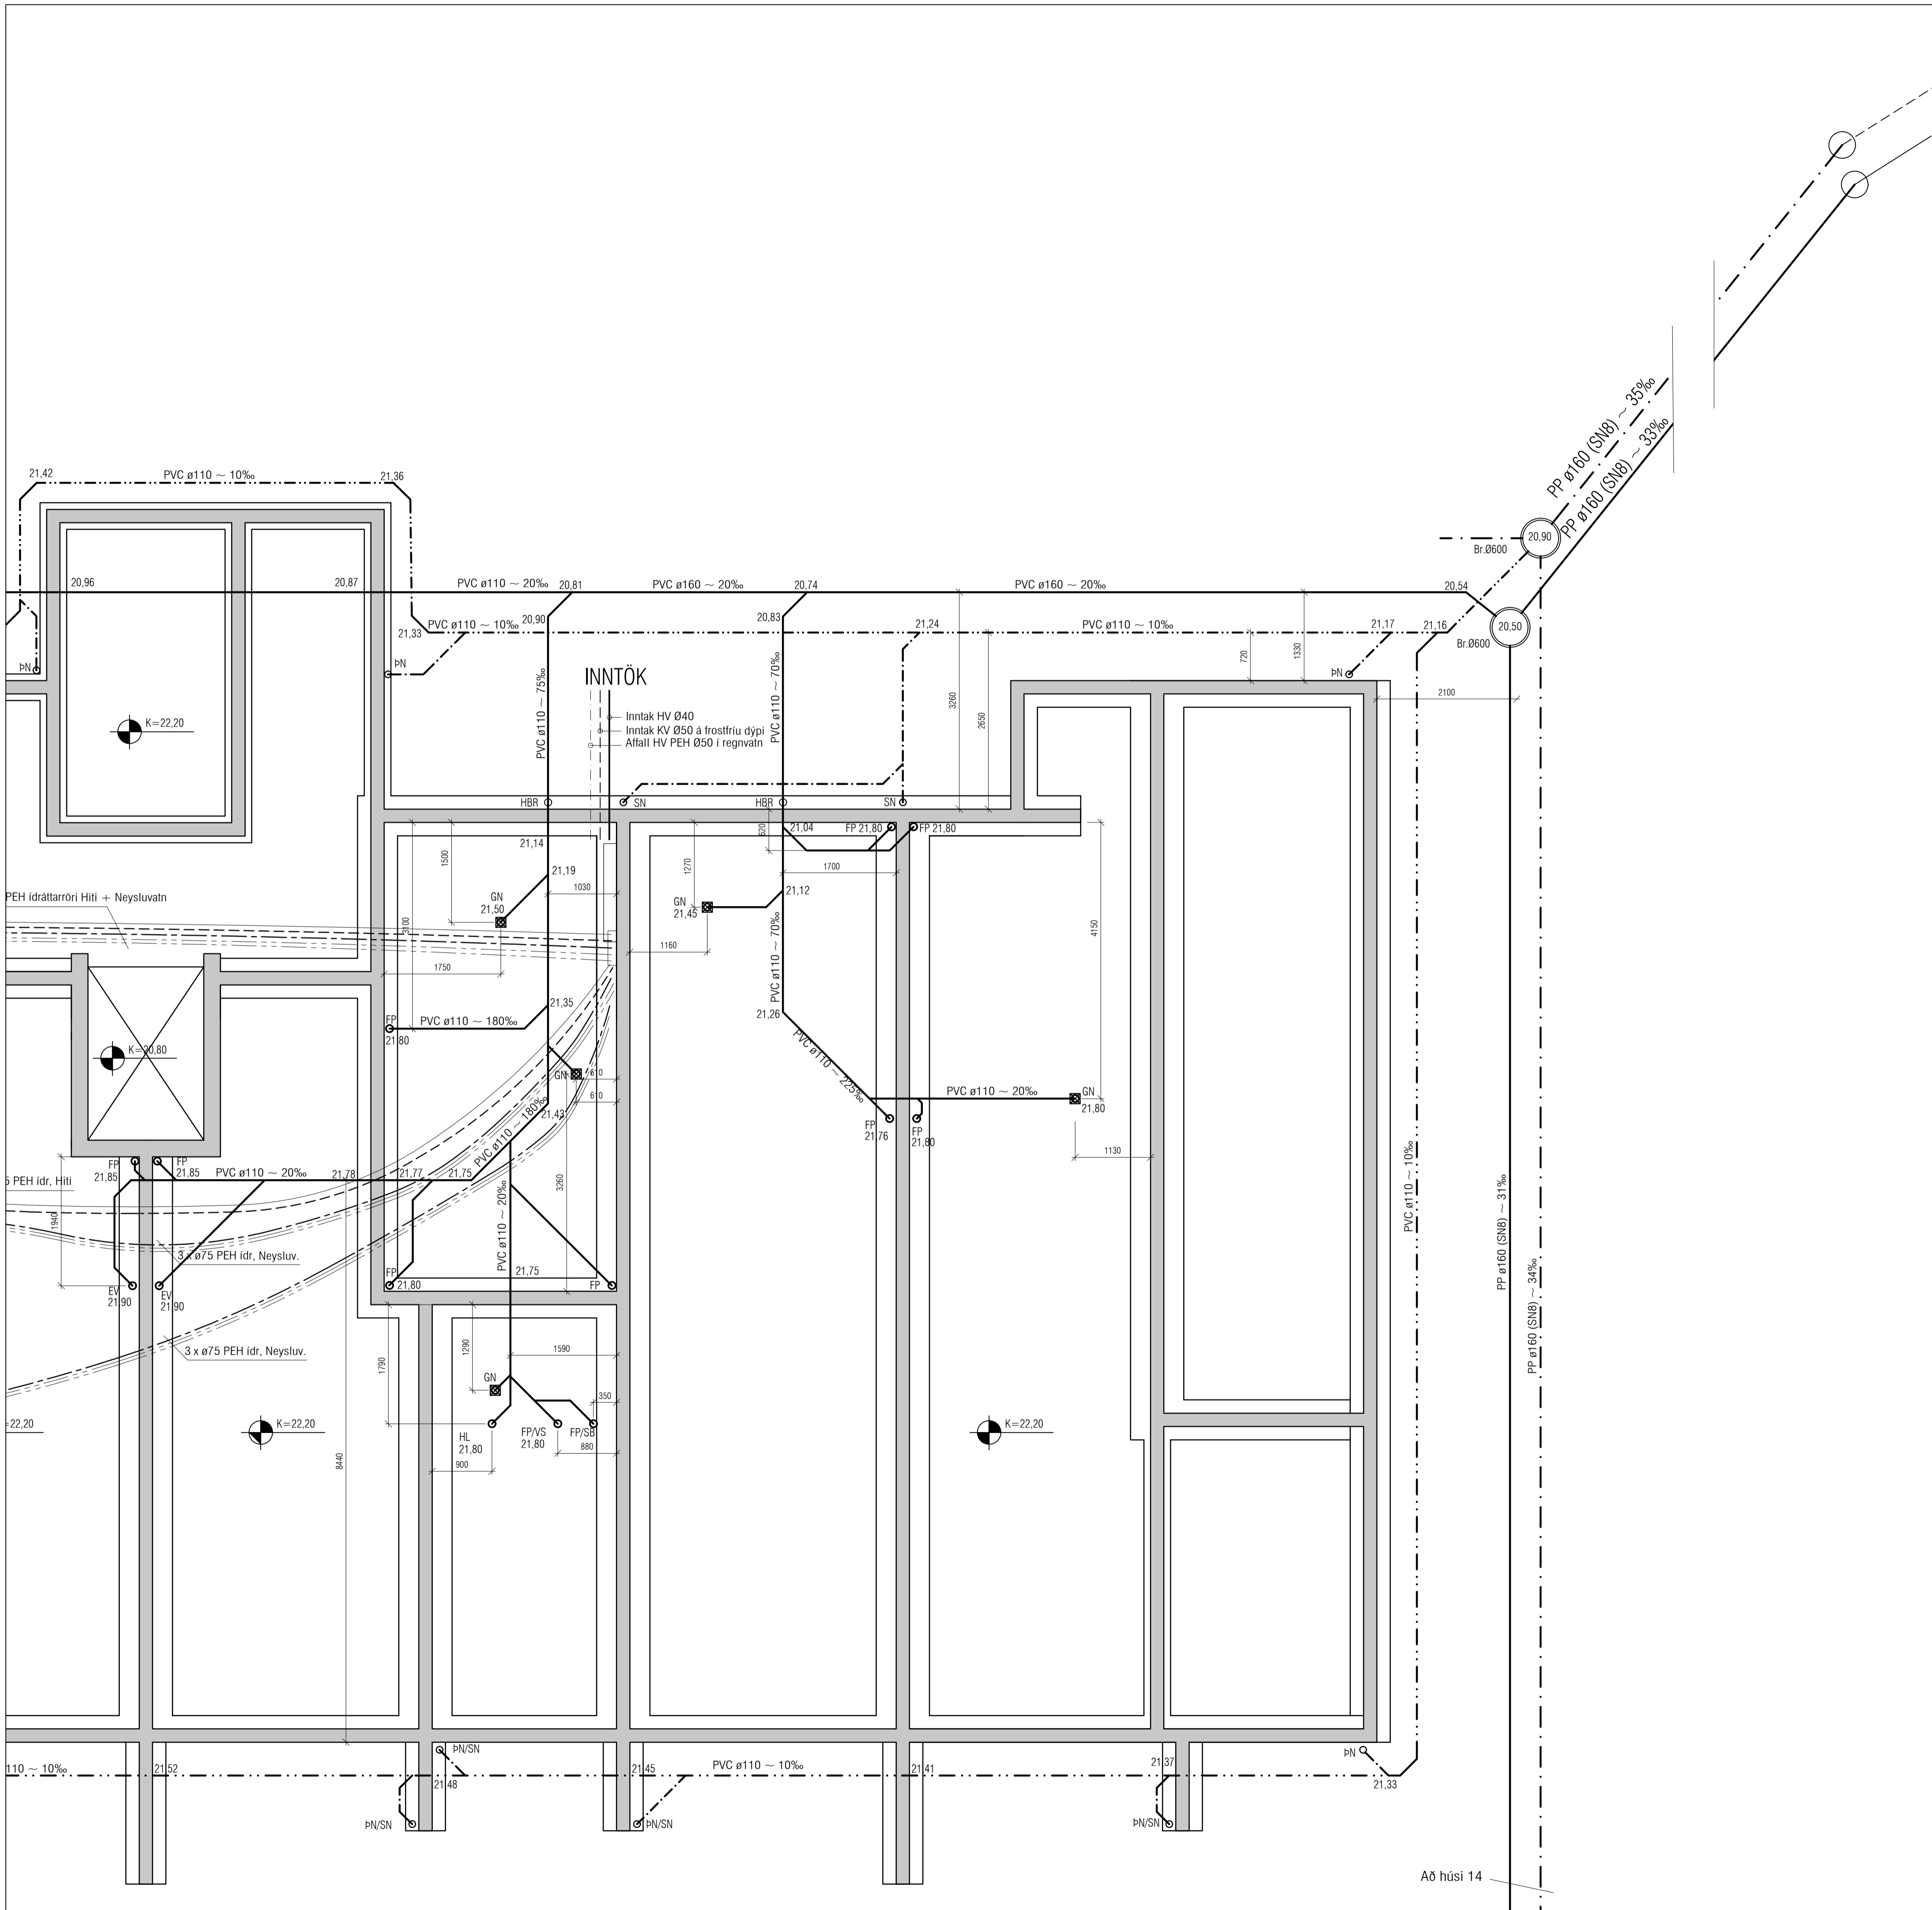 PP ø160 (SN8) ~ 35‰
PP ø160 (SN8) ~ 33‰
21,42
PVC ø110 ~ 10‰
21,36
20,90
Br.Ø600
20,96
20,87
PVC ø110 ~ 20‰
20,81
PVC ø160 ~ 20‰
20,74
PVC ø160 ~ 20‰
20,54
20,50
Br.Ø600
21,33
PVC ø110 ~ 10‰
20,90
20,83
21,24
PVC ø110 ~ 10‰
21,17
21,16
720
1330
ÞN
ÞN
ÞN
INNTÖK
PVC ø110 ~ 75‰
PVC ø110 ~ 70‰
3260
2650
2100
K=22,20
Inntak HV Ø40
Inntak KV Ø50 á frostfríu dýpi
Affall HV PEH Ø50 í regnvatn
HBR
SN
HBR
SN
21,14
21,04
FP 21,80
FP 21,80
620
1500
1270
21,19
1700
1030
21,12
PEH ídráttarröri Hiti + Neysluvatn
GN
21,50
GN
21,45
3100
4150
1160
1750
PVC ø110 ~ 70‰
21,35
FP
21,80
PVC ø110 ~ 180‰
21,26
K=20,80
PVC ø110 ~ 225‰
GN
610
610
PVC ø110 ~ 20‰
GN
21,80
21,43
PVC ø110 ~ 180‰
FP
21,76
FP
21,80
1130
PVC ø110 ~ 10‰
FP
21,85
FP
21,85
PVC ø110 ~ 20‰
21,78
21,77
21,75
5 PEH ídr, Hiti
1940
3260
PVC ø110 ~ 20‰
PP ø160 (SN8) ~ 31‰
3 x ø75 PEH ídr, Neysluv.
FP
21,80
21,75
FP
EV
21,90
EV
21,90
PP ø160 (SN8) ~ 34‰
3 x ø75 PEH ídr, Neysluv.
1790
1290
1590
GN
350
=22,20
K=22,20
K=22,20
HL
21,80
FP/VS
21,80
FP/SB
880
900
8440
110 ~ 10‰
21,52
ÞN/SN
21,48
21,45
PVC ø110 ~ 10‰
21,41
21,37
ÞN
21,33
ÞN/SN
ÞN/SN
ÞN/SN
Að húsi 14